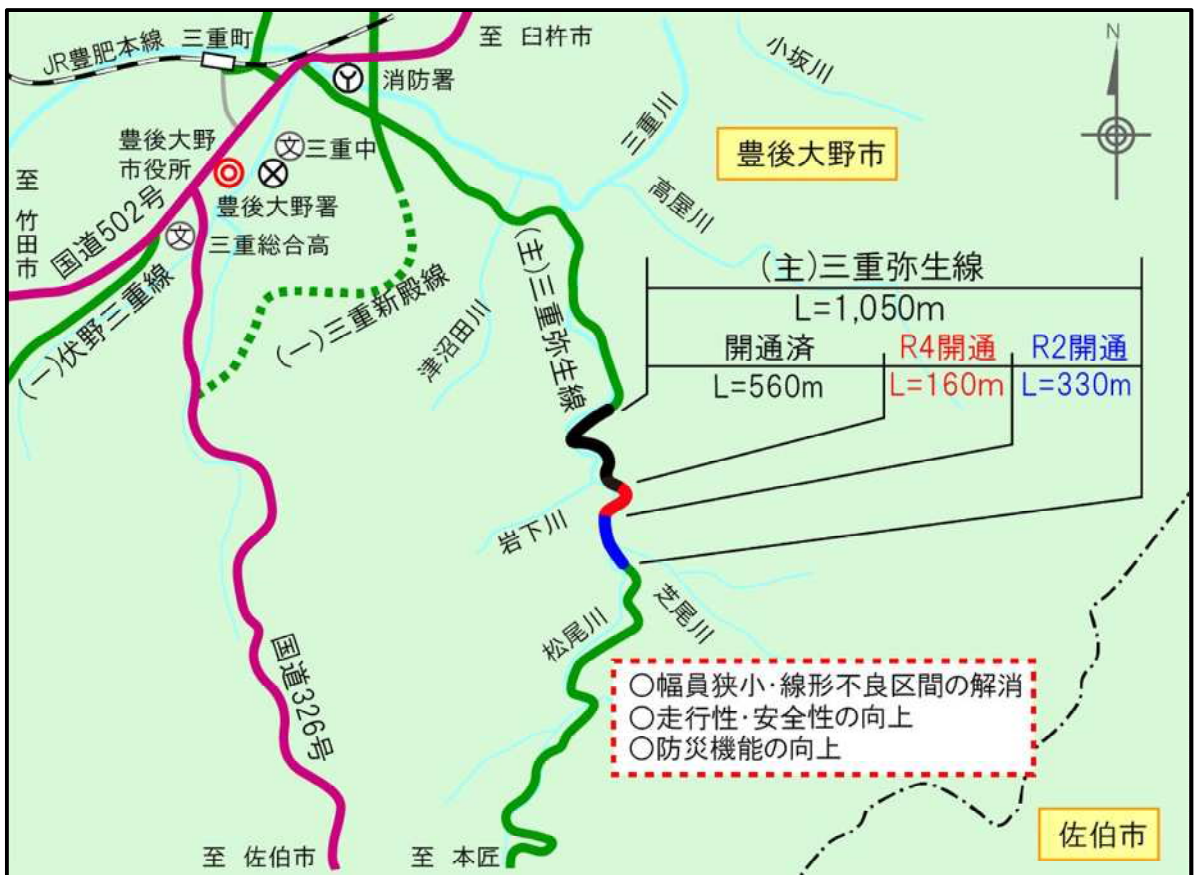 JR豊肥本線
三重町
至 臼杵市
小坂川
N
消防署
三重川
豊後大野
市役所
三重中
文
豊後大野市
至 竹田市
豊後大野署
高屋川
国道502号
文
三重総合高
(主)三重弥生線
(主)三重弥生線
L=1,050m
(一)伏野三重線
(一)三重新殿線
津沼田川
開通済
R4開通
R2開通
L=560m
L=160m
L=330m
岩下川
芝尾川
松尾川
国道326号
○幅員狭小・線形不良区間の解消
○走行性・安全性の向上
○防災機能の向上
佐伯市
至 佐伯市
至 本匠